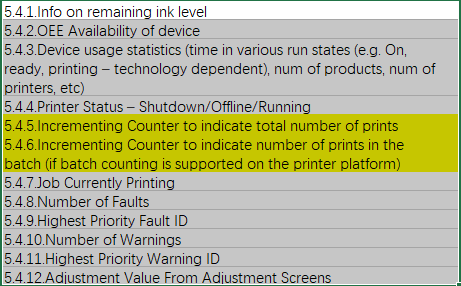 5.4.1.Info on remaining ink level
5.4.2.OEE Availability of device
5.4.3.Device usage statistics (time in various run states (e.g. On,
ready, printing – technology dependent), num of products, num of
printers, etc)
5.4.4.Printer Status – Shutdown/Offline/Running
5.4.5.Incrementing Counter to indicate total number of prints
5.4.6.Incrementing Counter to indicate number of prints in the
batch (if batch counting is supported on the printer platform)
5.4.7.Job Currently Printing
5.4.8.Number of Faults
5.4.9.Highest Priority Fault ID
5.4.10.Number of Warnings
5.4.11.Highest Priority Warning ID
5.4.12.Adjustment Value From Adjustment Screens